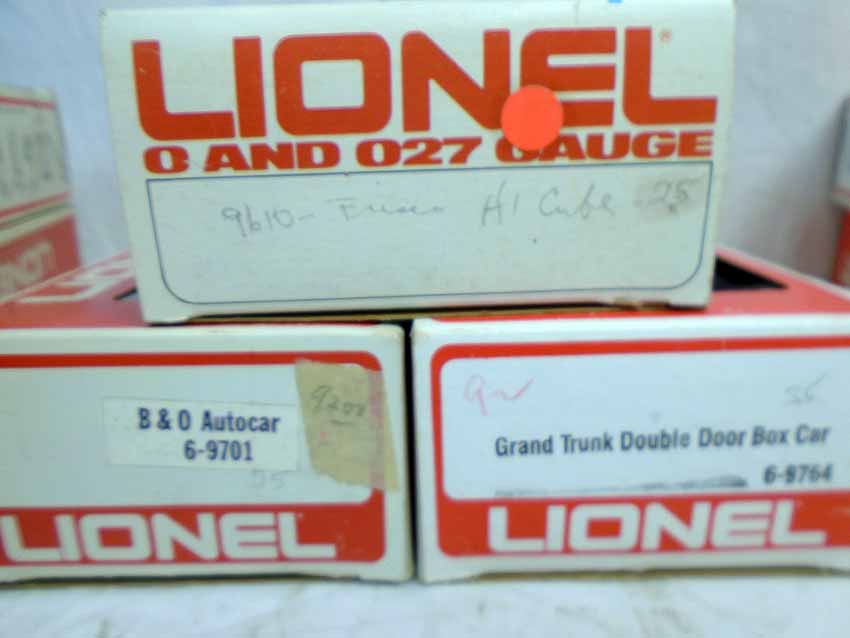 LIONEL®
O AND 027 GAUGE
9610 - Frisco HI Cube 25
B & O Autocar
6-9701
55
LIONEL
Grand Trunk Double Door Box Car
6-9764
LIONEL
LIONEL